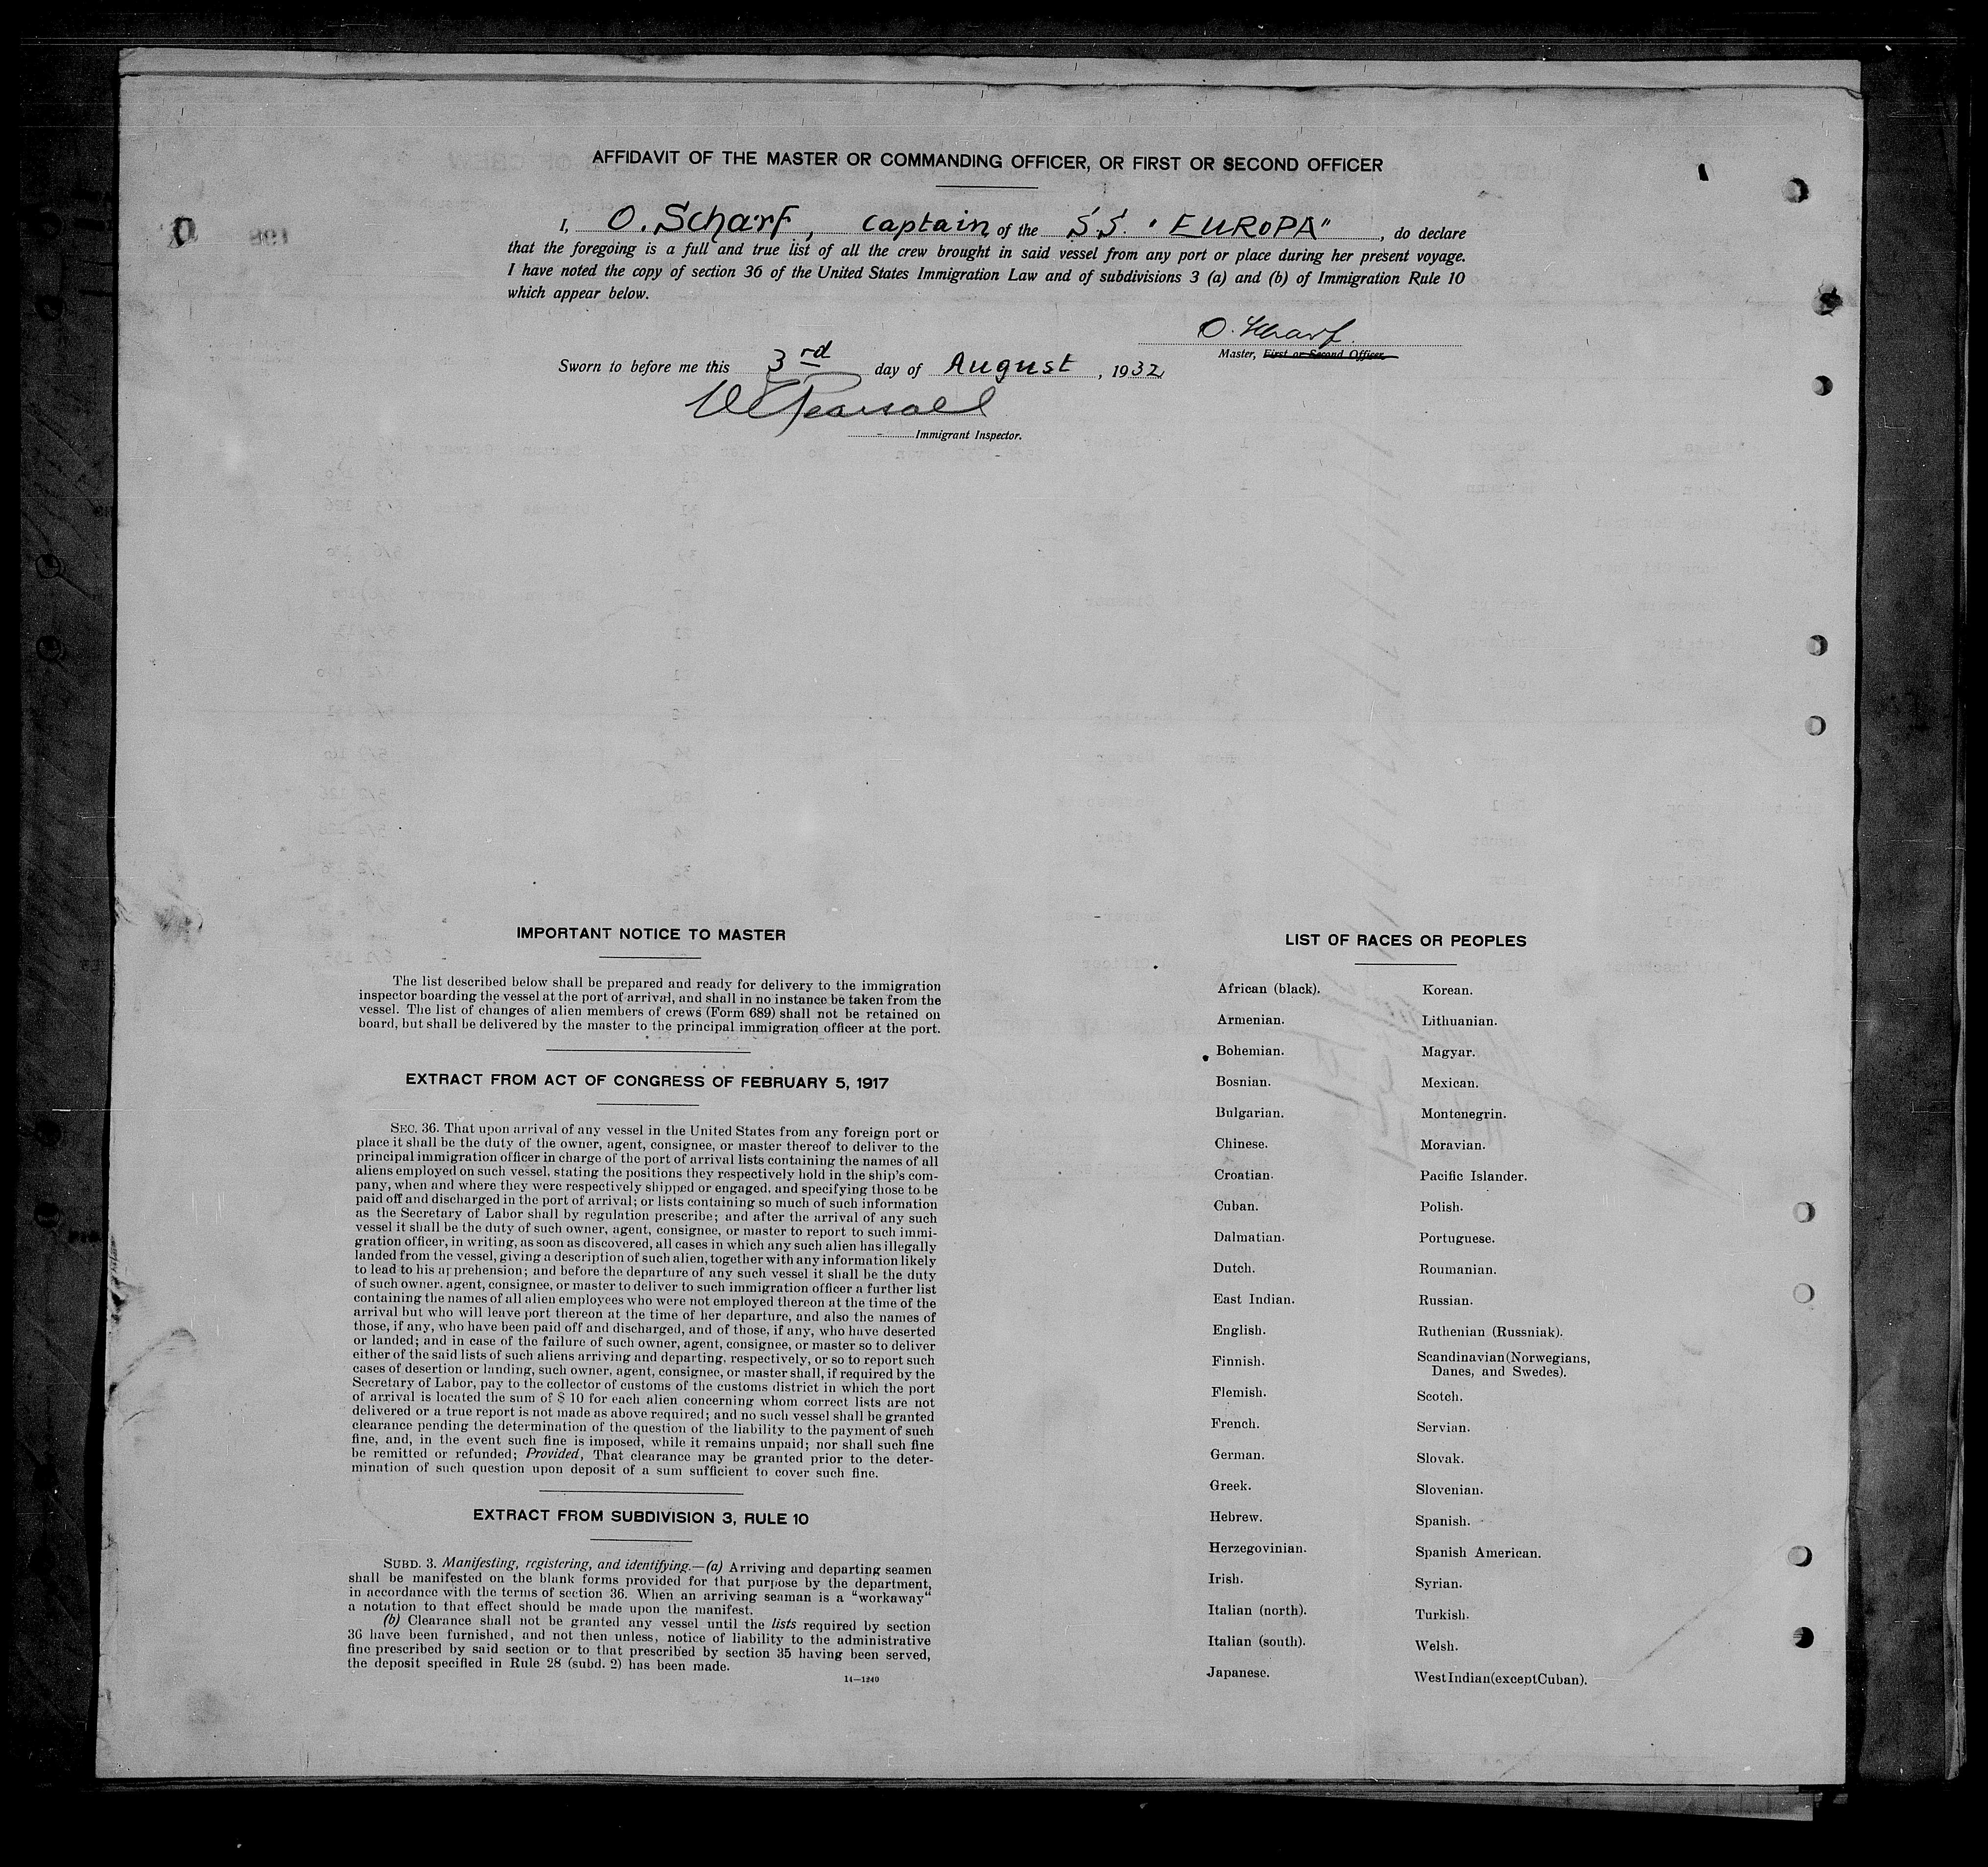 AFFIDAVIT OF THE MASTER OR COMMANDING OFFICER, OR FIRST OR SECOND OFFICER
I, O. Scharf, Captain of the S.S. "EUROPA", do declare
that the foregoing is a full and true list of all the crew brought in said vessel from any port or place during her present voyage.
I have noted the copy of section 36 of the United States Immigration Law and of subdivisions 3 (a) and (b) of Immigration Rule 10
which appear below.
O. Scharf.
Master, First or Second Officer.
Sworn to before me this 3rd day of August, 1932
Immigrant Inspector.
IMPORTANT NOTICE TO MASTER
The list described below shall be prepared and ready for delivery to the immigration
inspector boarding the vessel at the port of arrival, and shall in no instance be taken from the
vessel. The list of changes of alien members of crews (Form 689) shall not be retained on
board, but shall be delivered by the master to the principal immigration officer at the port.
EXTRACT FROM ACT OF CONGRESS OF FEBRUARY 5, 1917
SEC. 36. That upon arrival of any vessel in the United States from any foreign port or
place it shall be the duty of the owner, agent, consignee, or master thereof to deliver to the
principal immigration officer in charge of the port of arrival lists containing the names of all
aliens employed on such vessel, stating the positions they respectively hold in the ship's com-
pany, when and where they were respectively shipped or engaged, and specifying those to be
paid off and discharged in the port of arrival; or lists containing so much of such information
as the Secretary of Labor shall by regulation prescribe; and after the arrival of any such
vessel it shall be the duty of such owner, agent, consignee, or master to report to such immi-
gration officer, in writing, as soon as discovered, all cases in which any such alien has illegally
landed from the vessel, giving a description of such alien, together with any information likely
to lead to his apprehension; and before the departure of any such vessel it shall be the duty
of such owner, agent, consignee, or master to deliver to such immigration officer a further list
containing the names of all alien employees who were not employed thereon at the time of the
arrival but who will leave port thereon at the time of her departure, and also the names of
those, if any, who have been paid off and discharged, and of those, if any, who have deserted
or landed; and in case of the failure of such owner, agent, consignee, or master so to deliver
either of the said lists of such aliens arriving and departing, respectively, or so to report such
cases of desertion or landing, such owner, agent, consignee, or master shall, if required by the
Secretary of Labor, pay to the collector of customs of the customs district in which the port
of arrival is located the sum of $ 10 for each alien concerning whom correct lists are not
delivered or a true report is not made as above required; and no such vessel shall be granted
clearance pending the determination of the question of the liability to the payment of such
fine, and, in the event such fine is imposed, while it remains unpaid; nor shall such fine
be remitted or refunded; Provided, That clearance may be granted prior to the deter-
mination of such question upon deposit of a sum sufficient to cover such fine.
EXTRACT FROM SUBDIVISION 3, RULE 10
SUBD. 3. Manifesting, registering, and identifying.—(a) Arriving and departing seamen
shall be manifested on the blank forms provided for that purpose by the department,
in accordance with the terms of section 36. When an arriving seaman is a "workaway"
a notation to that effect should be made upon the manifest.
(b) Clearance shall not be granted any vessel until the lists required by section
36 have been furnished, and not then unless, notice of liability to the administrative
fine prescribed by said section or to that prescribed by section 35 having been served,
the deposit specified in Rule 28 (subd. 2) has been made.
14—1240
LIST OF RACES OR PEOPLES
African (black).
Armenian.
Bohemian.
Bosnian.
Bulgarian.
Chinese.
Croatian.
Cuban.
Dalmatian.
Dutch.
East Indian.
English.
Finnish.
Flemish.
French.
German.
Greek.
Hebrew.
Herzegovinian.
Irish.
Italian (north).
Italian (south).
Japanese.
Korean.
Lithuanian.
Magyar.
Mexican.
Montenegrin.
Moravian.
Pacific Islander.
Polish.
Portuguese.
Roumanian.
Russian.
Ruthenian (Russniak).
Scandinavian (Norwegians,
Danes, and Swedes).
Scotch.
Servian.
Slovak.
Slovenian.
Spanish.
Spanish American.
Syrian.
Turkish.
Welsh.
West Indian (except Cuban).